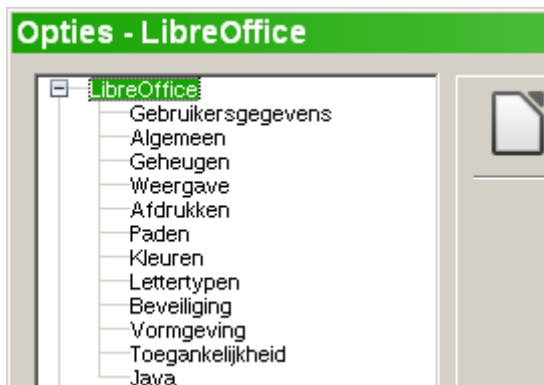 Opties - LibreOffice
LibreOffice
Gebruikersgegevens
Algemeen
Geheugen
Weergave
Afdrukken
Paden
Kleuren
Lettertypen
Beveiliging
Vormgeving
Toegankelijkheid
Java